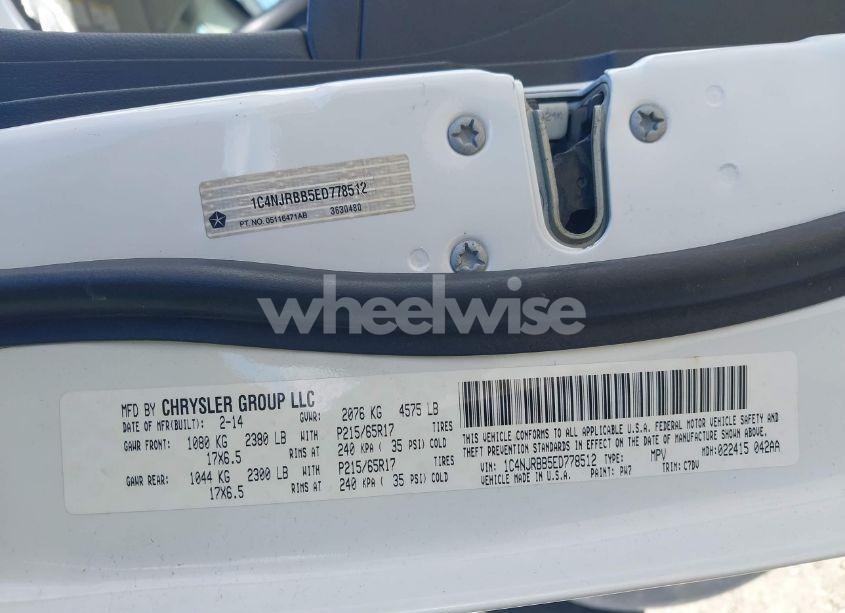 1C4NJRBB5ED778512
PT. NO. 05116471AB 3630480
wheelwise
MFD BY CHRYSLER GROUP LLC
DATE OF MFR(BUILT): 2-14 GVWR: 2076 KG 4575 LB
GAWR FRONT: 1080 KG 2380 LB WITH P215/65R17 TIRES
17X6.5 RIMS AT 240 KPA ( 35 PSI) COLD
GAWR REAR: 1044 KG 2300 LB WITH P215/65R17 TIRES
17X6.5 RIMS AT 240 KPA ( 35 PSI) COLD
THIS VEHICLE CONFORMS TO ALL APPLICABLE U.S.A. FEDERAL MOTOR VEHICLE SAFETY AND
THEFT PREVENTION STANDARDS IN EFFECT ON THE DATE OF MANUFACTURE SHOWN ABOVE.
VIN: 1C4NJRBB5ED778512 TYPE: MPV MDH: 022415 042AA
VEHICLE MADE IN U.S.A. PAINT: PW7 TRIM: C7DV